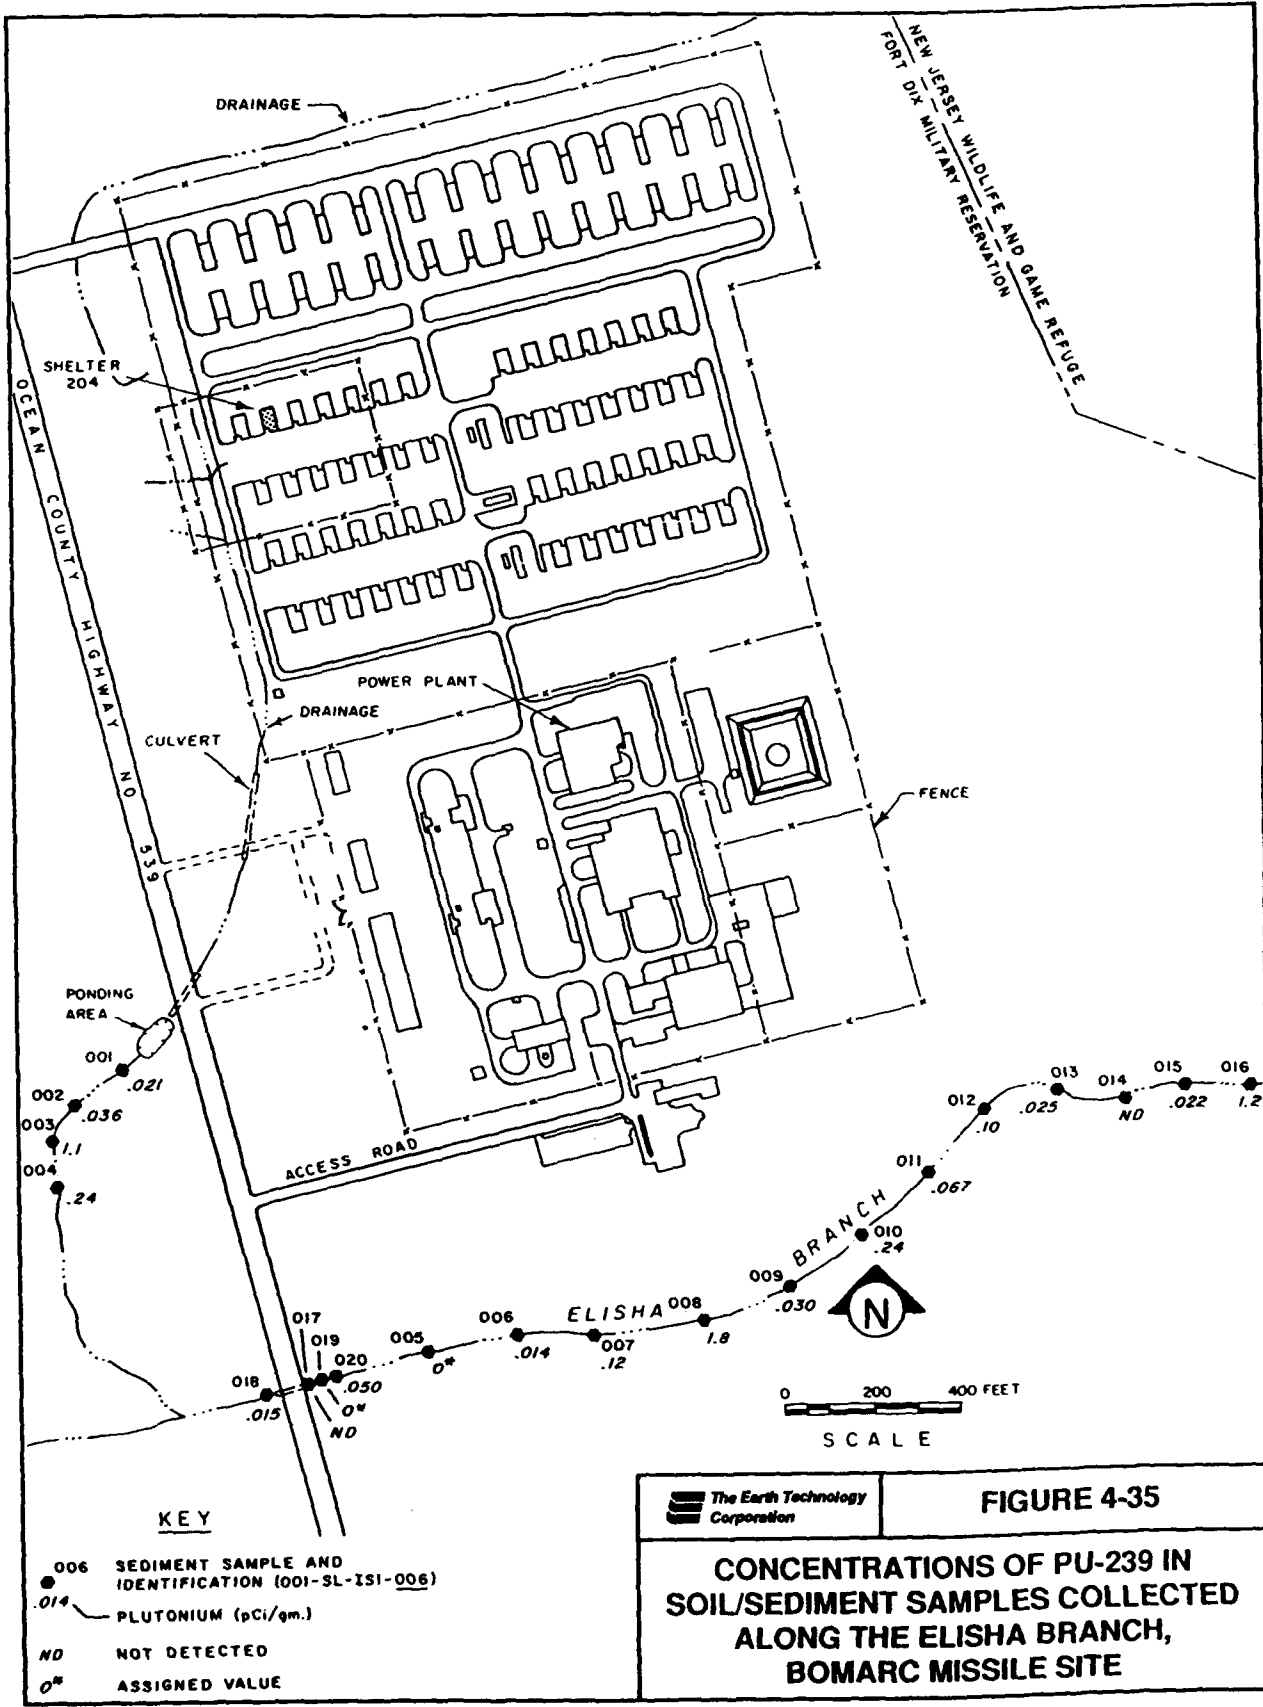 DRAINAGE
NEW JERSEY WILDLIFE AND GAME REFUGE
FORT DIX MILITARY RESERVATION
SHELTER
204
OCEAN COUNTY HIGHWAY NO 539
POWER PLANT
DRAINAGE
CULVERT
FENCE
PONDING
AREA
001
.021
002
.036
003
1.1
004
.24
ACCESS ROAD
013
.025
014
ND
015
.022
016
1.2
012
.10
011
.067
010
.24
009
.030
ELISHA BRANCH
008
1.8
007
.12
006
.014
005
0*
017
019
020
.050
0*
ND
018
.015
N
0 200 400 FEET
SCALE
KEY
006 SEDIMENT SAMPLE AND
IDENTIFICATION (001-SL-ISI-006)
.014 PLUTONIUM (pCi/gm.)
ND NOT DETECTED
0* ASSIGNED VALUE
The Earth Technology
Corporation
FIGURE 4-35
CONCENTRATIONS OF PU-239 IN
SOIL/SEDIMENT SAMPLES COLLECTED
ALONG THE ELISHA BRANCH,
BOMARC MISSILE SITE